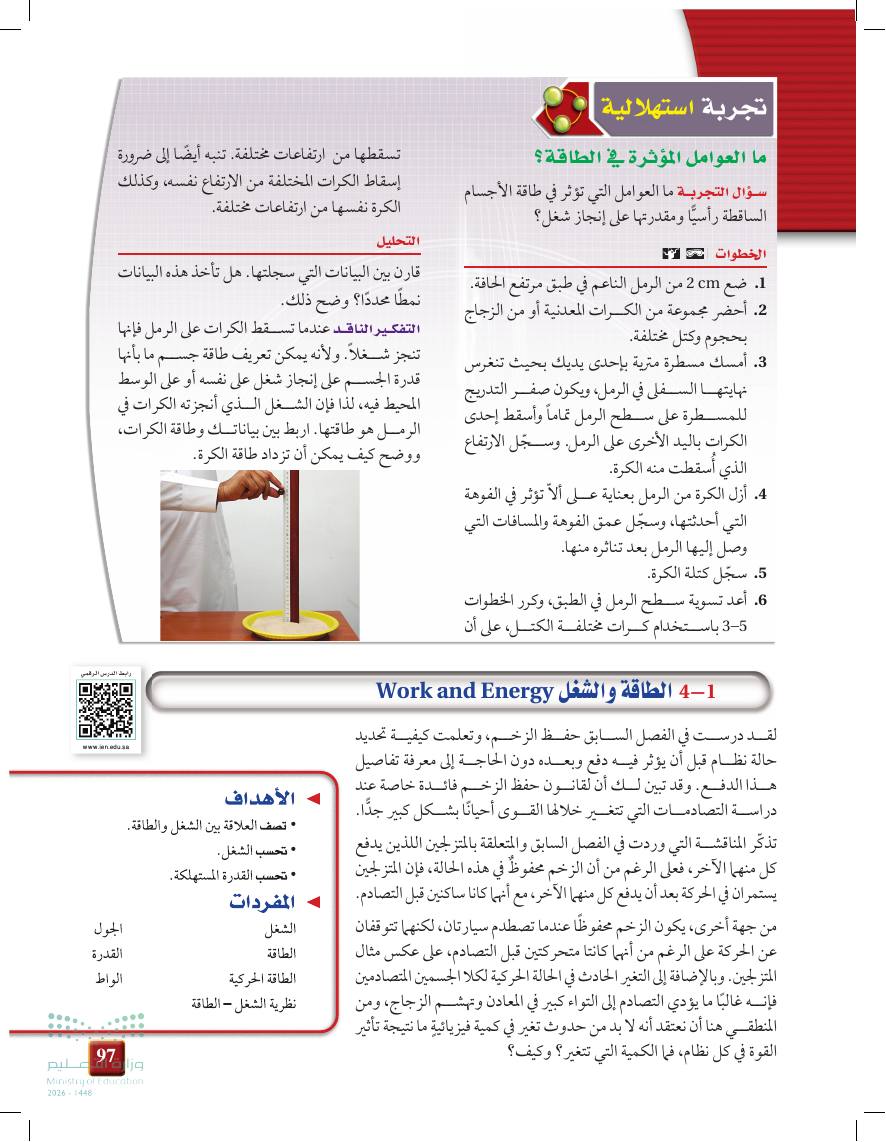 تجربة استهلالية
ما العوامل المؤثرة في الطاقة؟
سؤال التجربة ما العوامل التي تؤثر في طاقة الأجسام
الساقطة رأسيًّا ومقدرتها على إنجاز شغل؟
الخطوات
1. ضع 2 cm من الرمل الناعم في طبق مرتفع الحافة.
2. أحضر مجموعة من الكرات المعدنية أو من الزجاج
بحجوم وكتل مختلفة.
3. أمسك مسطرة مترية بإحدى يديك بحيث تنغرس
نهايتها السفلى في الرمل، ويكون صفر التدريج
للمسطرة على سطح الرمل تماماً وأسقط إحدى
الكرات باليد الأخرى على الرمل. وسجّل الارتفاع
الذي أُسقطت منه الكرة.
4. أزل الكرة من الرمل بعناية على ألاّ تؤثر في الفوهة
التي أحدثتها، وسجّل عمق الفوهة والمسافات التي
وصل إليها الرمل بعد تناثره منها.
5. سجّل كتلة الكرة.
6. أعد تسوية سطح الرمل في الطبق، وكرر الخطوات
3–5 باستخدام كرات مختلفة الكتل، على أن
تسقطها من ارتفاعات مختلفة. تنبه أيضًا إلى ضرورة
إسقاط الكرات المختلفة من الارتفاع نفسه، وكذلك
الكرة نفسها من ارتفاعات مختلفة.
التحليل
قارن بين البيانات التي سجلتها. هل تأخذ هذه البيانات
نمطًا محددًا؟ وضح ذلك.
التفكير الناقد عندما تسقط الكرات على الرمل فإنها
تنجز شغلاً. ولأنه يمكن تعريف طاقة جسم ما بأنها
قدرة الجسم على إنجاز شغل على نفسه أو على الوسط
المحيط فيه، لذا فإن الشغل الذي أنجزته الكرات في
الرمل هو طاقتها. اربط بين بياناتك وطاقة الكرات،
ووضح كيف يمكن أن تزداد طاقة الكرة.
4–1 الطاقة والشغل Work and Energy
رابط الدرس الرقمي
www.ien.edu.sa
لقد درست في الفصل السابق حفظ الزخم، وتعلمت كيفية تحديد
حالة نظام قبل أن يؤثر فيه دفع وبعده دون الحاجة إلى معرفة تفاصيل
هذا الدفع. وقد تبين لك أن لقانون حفظ الزخم فائدة خاصة عند
دراسة التصادمات التي تتغير خلالها القوى أحيانًا بشكل كبير جدًّا.
تذكّر المناقشة التي وردت في الفصل السابق والمتعلقة بالمتزلجين اللذين يدفع
كل منهما الآخر، فعلى الرغم من أن الزخم محفوظٌ في هذه الحالة، فإن المتزلجين
يستمران في الحركة بعد أن يدفع كل منهما الآخر، مع أنهما كانا ساكنين قبل التصادم.
من جهة أخرى، يكون الزخم محفوظًا عندما تصطدم سيارتان، لكنهما تتوقفان
عن الحركة على الرغم من أنهما كانتا متحركتين قبل التصادم، على عكس مثال
المتزلجين. وبالإضافة إلى التغير الحادث في الحالة الحركية لكلا الجسمين المتصادمين
فإنه غالبًا ما يؤدي التصادم إلى التواء كبير في المعادن وتهشم الزجاج، ومن
المنطقي هنا أن نعتقد أنه لا بد من حدوث تغير في كمية فيزيائيةٍ ما نتيجة تأثير
القوة في كل نظام، فما الكمية التي تتغير؟ وكيف؟
الأهداف
• تصف العلاقة بين الشغل والطاقة.
• تحسب الشغل.
• تحسب القدرة المستهلكة.
المفردات
الشغل الجول
الطاقة القدرة
الطاقة الحركية الواط
نظرية الشغل – الطاقة
97
وزارة التعليم
Ministry of Education
2026 - 1448